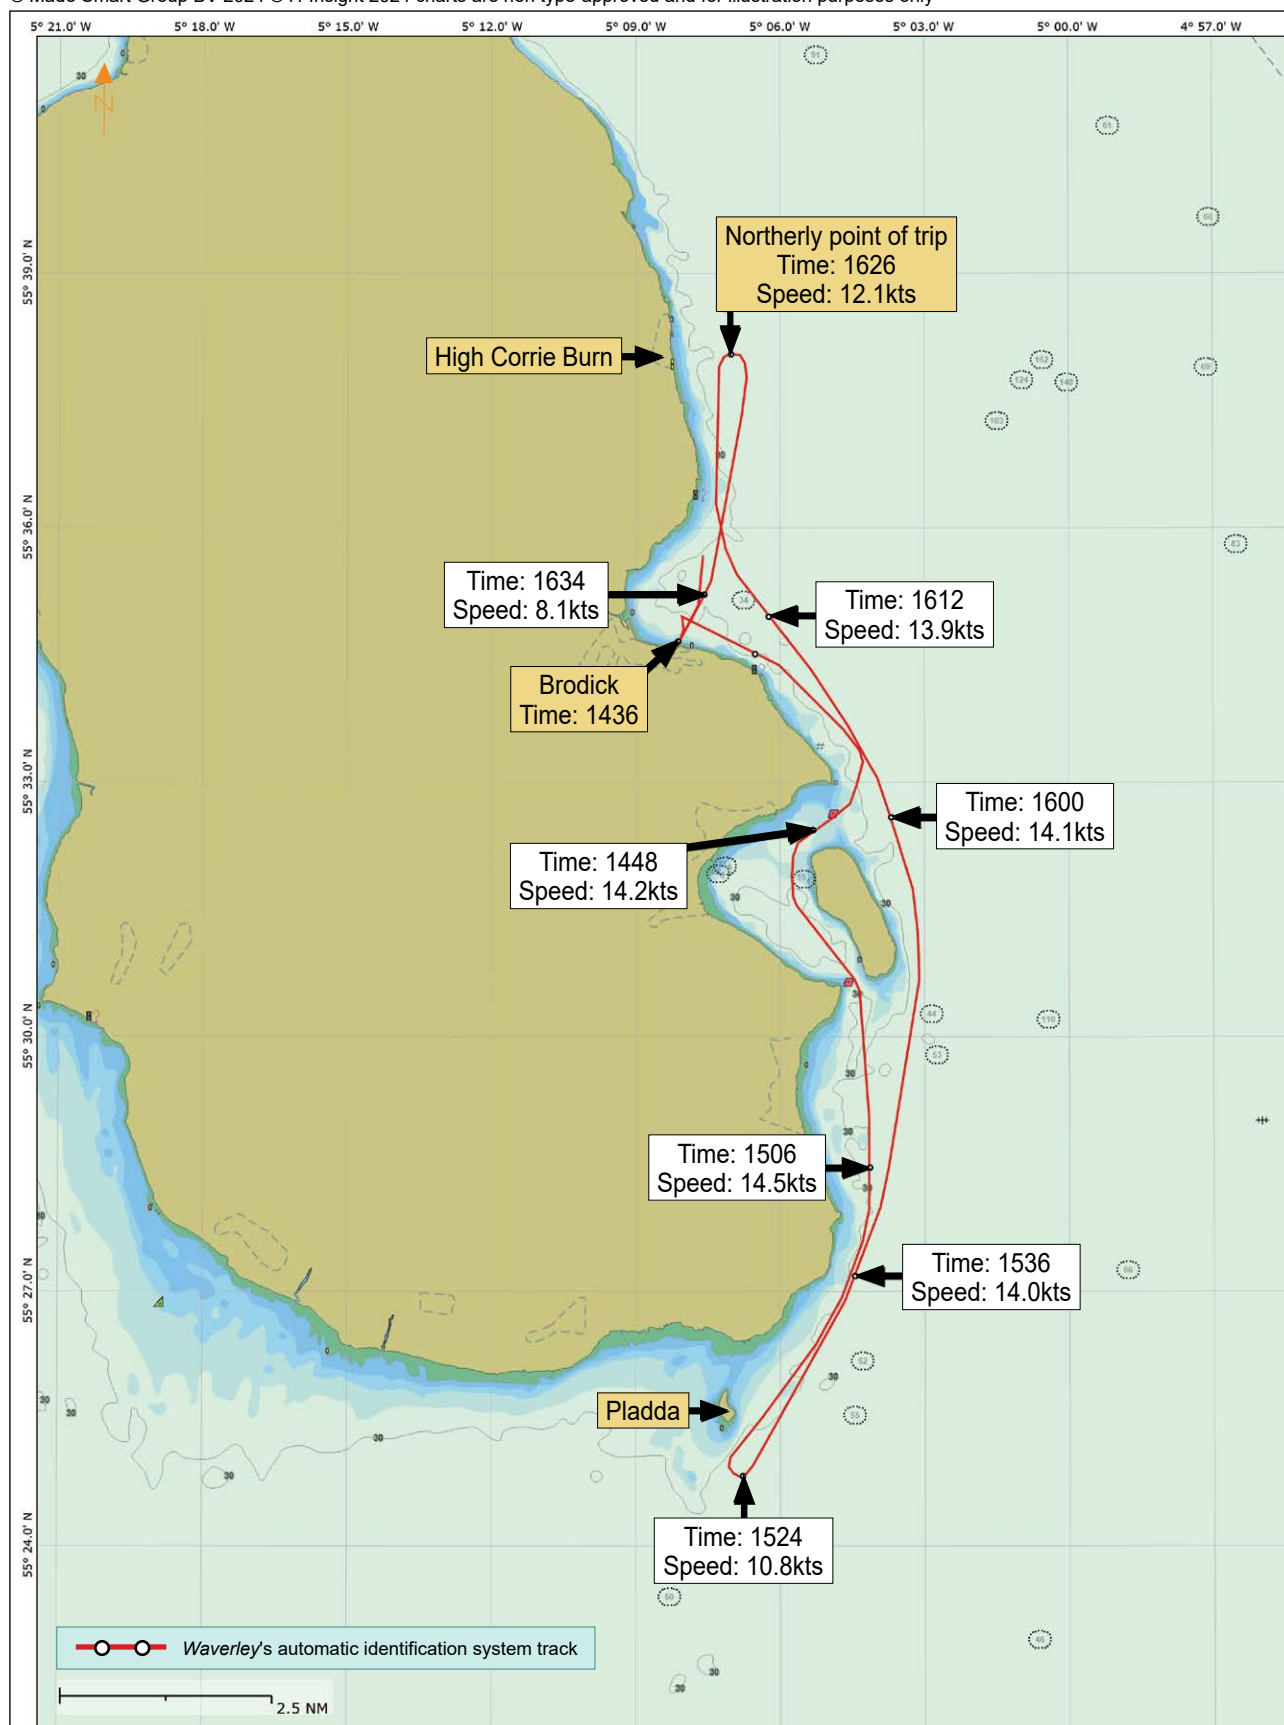 5° 21.0' W 5° 18.0' W 5° 15.0' W 5° 12.0' W 5° 09.0' W 5° 06.0' W 5° 03.0' W 5° 00.0' W 4° 57.0' W
55° 39.0' N
55° 36.0' N
55° 33.0' N
55° 30.0' N
55° 27.0' N
55° 24.0' N
N
Northerly point of trip
Time: 1626
Speed: 12.1kts
High Corrie Burn
Time: 1634
Speed: 8.1kts
Time: 1612
Speed: 13.9kts
Brodick
Time: 1436
Time: 1600
Speed: 14.1kts
Time: 1448
Speed: 14.2kts
Time: 1506
Speed: 14.5kts
Time: 1536
Speed: 14.0kts
Pladda
Time: 1524
Speed: 10.8kts
Waverley's automatic identification system track
2.5 NM